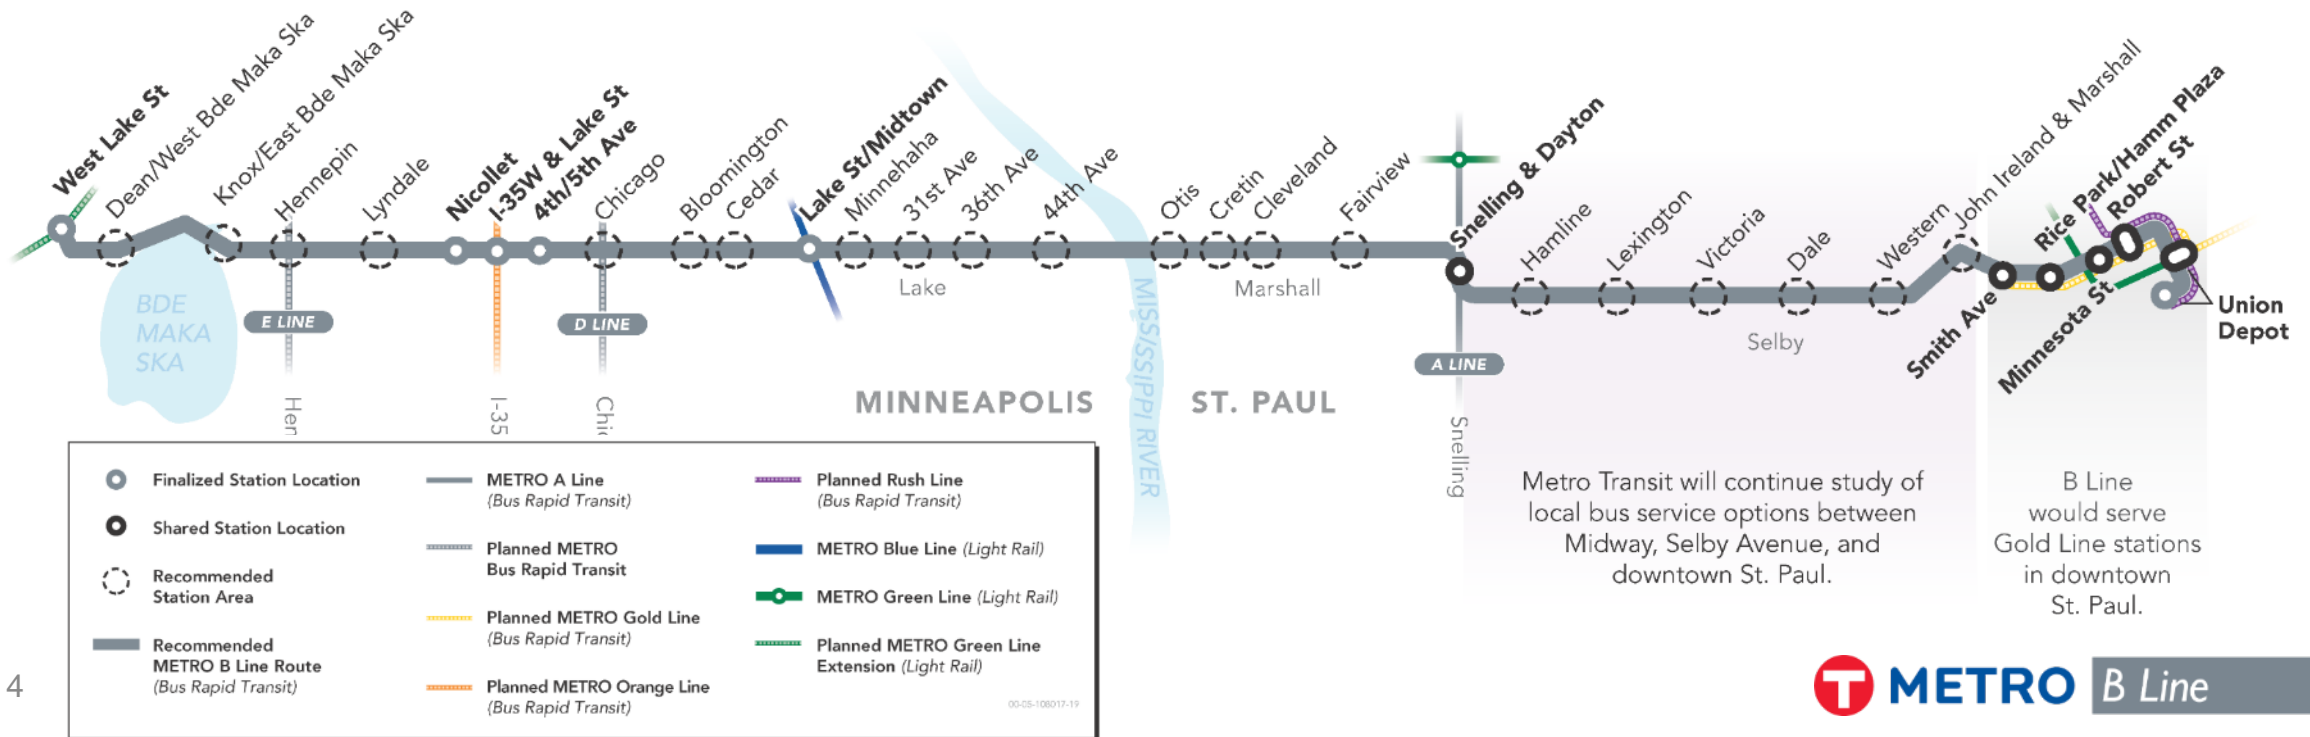 West Lake St
Dean/West Bde Maka Ska
Knox/East Bde Maka Ska
Hennepin
Lyndale
Nicollet
I-35W & Lake St
4th/5th Ave
Chicago
Bloomington
Cedar
Lake St/Midtown
Minnehaha
31st Ave
36th Ave
44th Ave
Otis
Cretin
Cleveland
Fairview
Snelling & Dayton
Hamline
Lexington
Victoria
Dale
Western
John Ireland & Marshall
Smith Ave
Rice Park/Hamm Plaza
Minnesota St
Robert St
Union
Depot
BDE
MAKA
SKA
E LINE
D LINE
A LINE
Lake
Marshall
Selby
Hen
I-35
Chi
Snelling
MINNEAPOLIS
ST. PAUL
MISSISSIPPI RIVER
Metro Transit will continue study of
local bus service options between
Midway, Selby Avenue, and
downtown St. Paul.
B Line
would serve
Gold Line stations
in downtown
St. Paul.
Finalized Station Location
Shared Station Location
Recommended
Station Area
Recommended
METRO B Line Route
(Bus Rapid Transit)
METRO A Line
(Bus Rapid Transit)
Planned METRO
Bus Rapid Transit
Planned METRO Gold Line
(Bus Rapid Transit)
Planned METRO Orange Line
(Bus Rapid Transit)
Planned Rush Line
(Bus Rapid Transit)
METRO Blue Line (Light Rail)
METRO Green Line (Light Rail)
Planned METRO Green Line
Extension (Light Rail)
00-05-108017-19
4
T METRO B Line